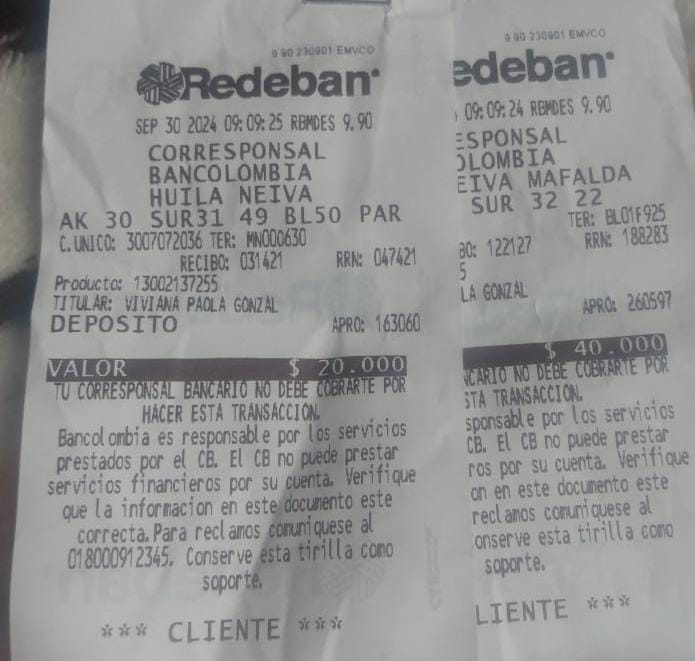 9 90 230901 EMVCO
Redeban
SEP 30 2024 09:09:25 RBMDES 9.90
CORRESPONSAL
BANCOLOMBIA
HUILA NEIVA
AK 30 SUR31 49 BL50 PAR
C.UNICO: 3007072036 TER: MN000630
RECIBO: 031421 RRN: 047421
Producto: 13002137255
TITULAR: VIVIANA PAOLA GONZAL
DEPOSITO APRO: 163060
VALOR $ 20.000
TU CORRESPONSAL BANCARIO NO DEBE COBRARTE POR
HACER ESTA TRANSACCION.
Bancolombia es responsable por los servicios
prestados por el CB. El CB no puede prestar
servicios financieros por su cuenta. Verifique
que la informacion en este documento este
correcta.Para reclamos comuniquese al
018000912345. Conserve esta tirilla como
soporte.
*** CLIENTE ***
9 90 230901 EMVCO
edeban
09:09:24 RBMDES 9.90
ESPONSAL
OLOMBIA
EIVA MAFALDA
SUR 32 22
TER: BL01F925
BO: 122127 RRN: 188283
5
LA GONZAL
APRO: 260597
$ 40.000
NCARIO NO DEBE COBRARTE POR
STA TRANSACCION.
sponsable por los servicios
CB. El CB no puede prestar
ros por su cuenta. Verifique
on en este documento este
reclamos comuniquese al
onserve esta tirilla como
soporte.
LIENTE ***